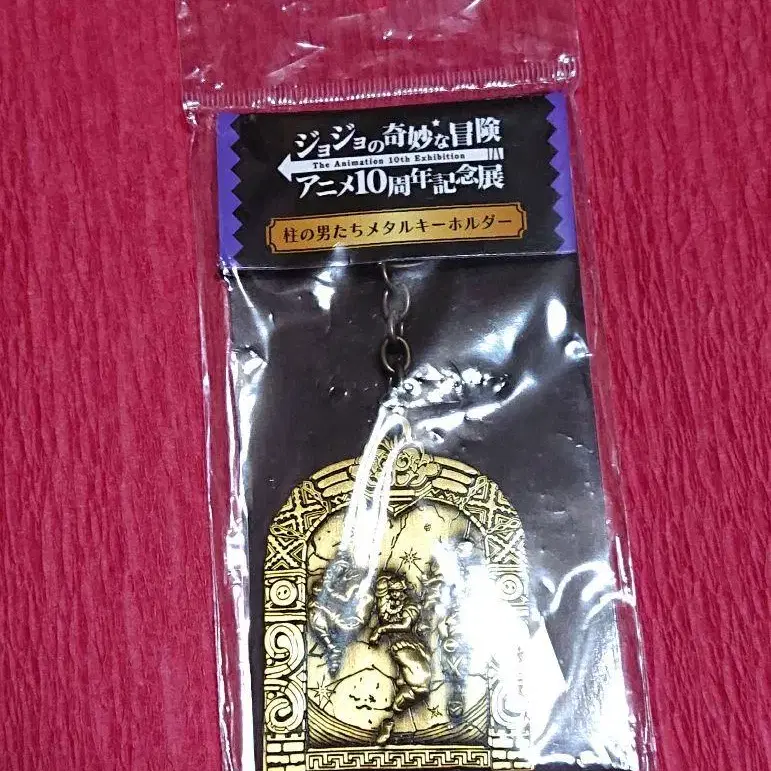 ジョジョの奇妙な冒険
The Animation 10th Exhibition
アニメ10周年記念展
柱の男たちメタルキーホルダー